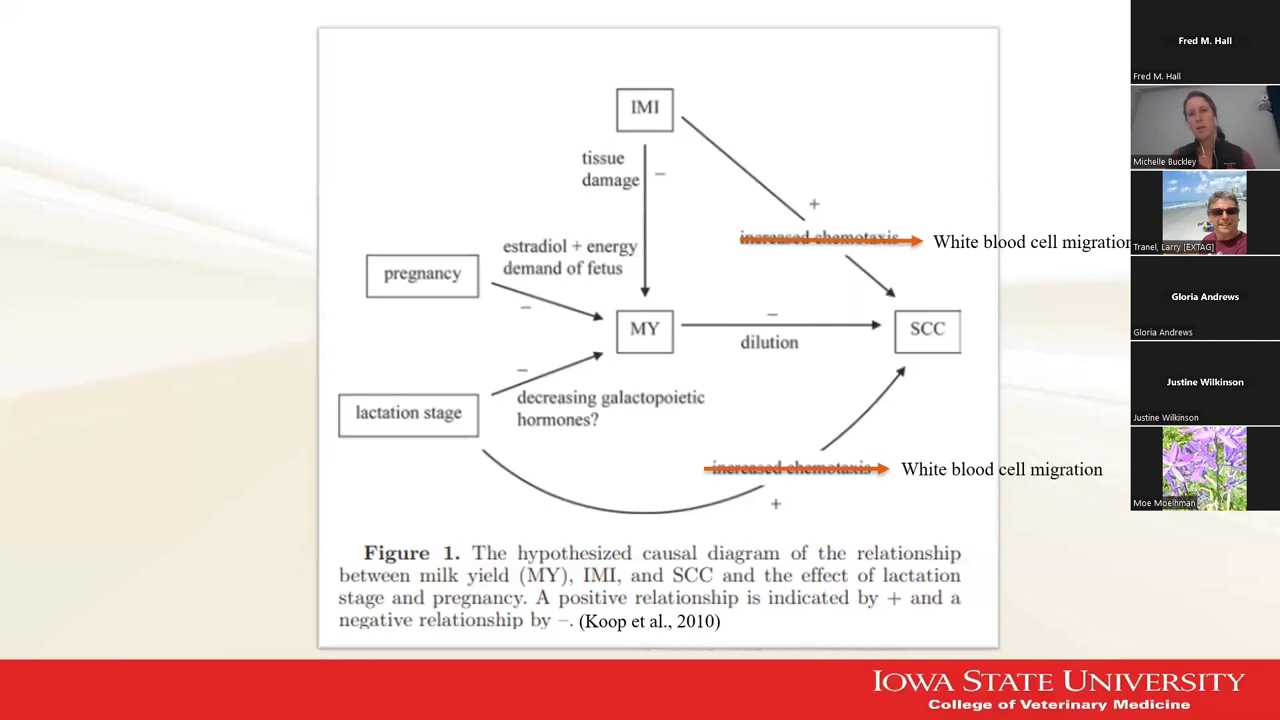 IMI
tissue
damage
–
+
increased chemotaxis
White blood cell migration
estradiol + energy
demand of fetus
pregnancy
–
MY
–
dilution
SCC
–
decreasing galactopoietic
hormones?
lactation stage
increased chemotaxis
White blood cell migration
+
Figure 1. The hypothesized causal diagram of the relationship
between milk yield (MY), IMI, and SCC and the effect of lactation
stage and pregnancy. A positive relationship is indicated by + and a
negative relationship by –. (Koop et al., 2010)
IOWA STATE UNIVERSITY
College of Veterinary Medicine
Fred M. Hall
Fred M. Hall
Michelle Buckley
Tranel, Larry [EXTAG]
Gloria Andrews
Gloria Andrews
Justine Wilkinson
Justine Wilkinson
Moe Moelhman